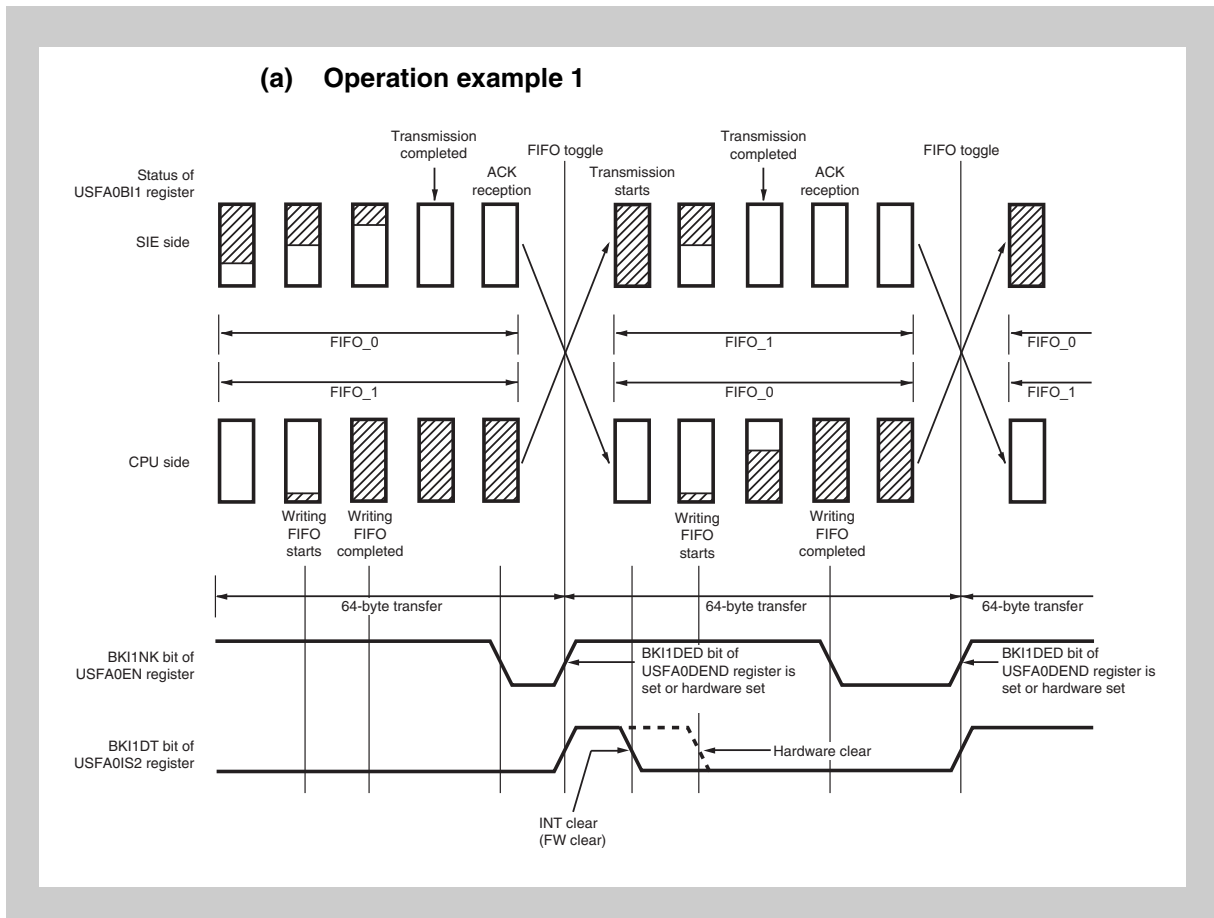 (a) Operation example 1
Transmission
completed
FIFO toggle
Transmission
completed
FIFO toggle
Status of
USFA0BI1 register
ACK
reception
Transmission
starts
ACK
reception
SIE side
FIFO_0
FIFO_1
FIFO_0
FIFO_1
FIFO_0
FIFO_1
CPU side
Writing
FIFO
starts
Writing
FIFO
completed
Writing
FIFO
starts
Writing
FIFO
completed
64-byte transfer
64-byte transfer
64-byte transfer
BKI1NK bit of
USFA0EN register
BKI1DED bit of
USFA0DEND register is
set or hardware set
BKI1DED bit of
USFA0DEND register is
set or hardware set
BKI1DT bit of
USFA0IS2 register
Hardware clear
INT clear
(FW clear)